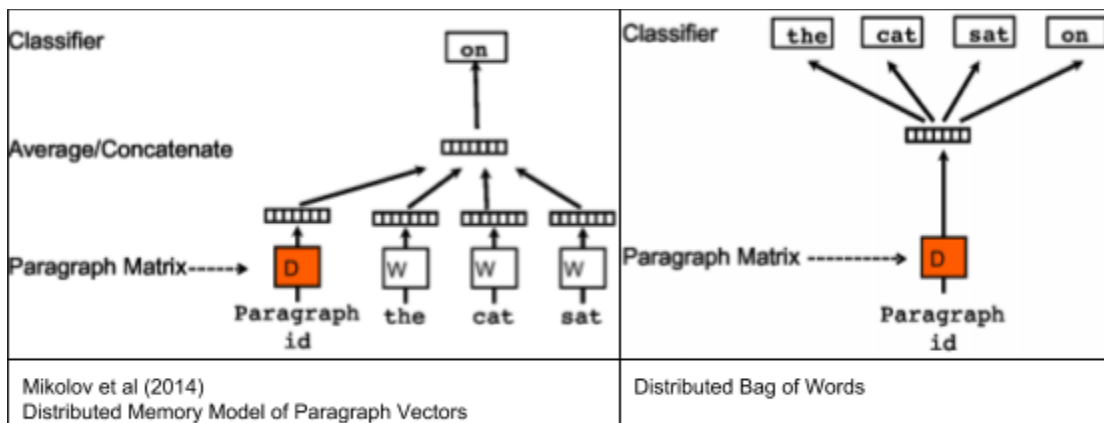 Classifier
on
Average/Concatenate
Paragraph Matrix
D
W
W
W
Paragraph
id
the
cat
sat
Mikolov et al (2014)
Distributed Memory Model of Paragraph Vectors
Classifier
the
cat
sat
on
Paragraph Matrix
D
Paragraph
id
Distributed Bag of Words